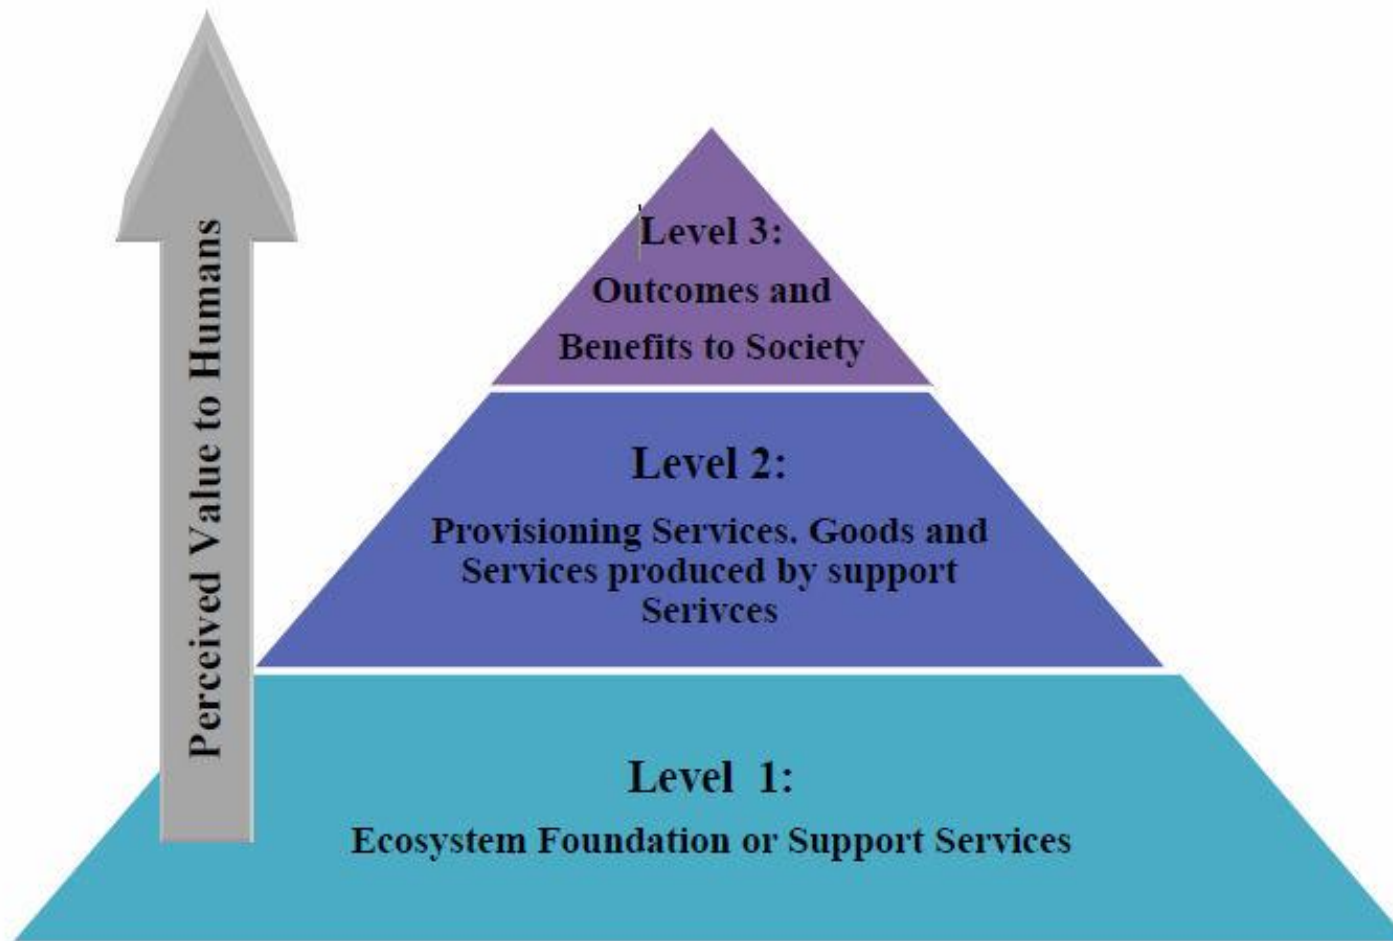 Perceived Value to Humans
Level 3:
Outcomes and
Benefits to Society
Level 2:
Provisioning Services. Goods and
Services produced by support
Serivces
Level 1:
Ecosystem Foundation or Support Services